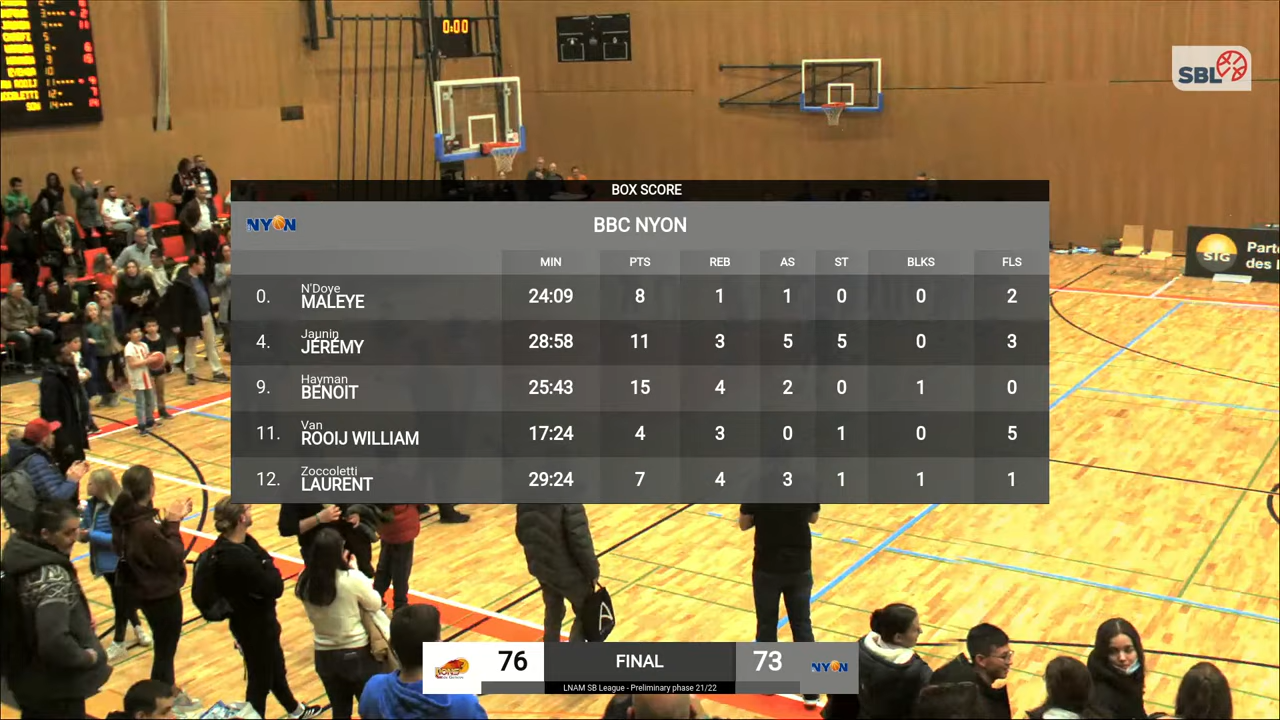 0:00
SBL
BOX SCORE
NYON
BBC NYON
MIN PTS REB AS ST BLKS FLS
0. N'Doye MALEYE 24:09 8 1 1 0 0 2
4. Jaunin JEREMY 28:58 11 3 5 5 0 3
9. Hayman BENOIT 25:43 15 4 2 0 1 0
11. Van ROOIJ WILLIAM 17:24 4 3 0 1 0 5
12. Zoccoletti LAURENT 29:24 7 4 3 1 1 1
SIG
Parte
des l
76 FINAL 73 NYON
LNAM SB League - Preliminary phase 21/22